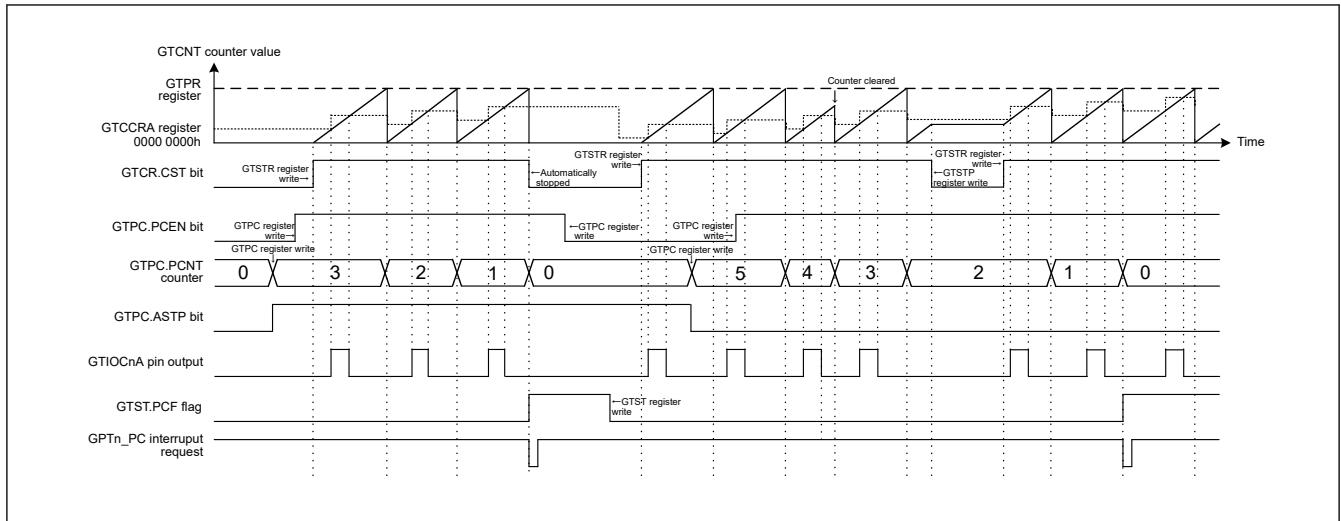 GTCNT counter value
GTPR
register
Counter cleared
GTCCRA register
0000 0000h
Time
GTCR.CST bit
GTSTR register
write→
←Automatically
stopped
GTSTR register
write→
←GTSTP
register write
GTSTR register
write→
GTPC.PCEN bit
GTPC register
write→
←GTPC register
write
GTPC register
write→
GTPC register write
GTPC register write
GTPC.PCNT
counter
0 3 2 1 0 5 4 3 2 1 0
GTPC.ASTP bit
GTIOCnA pin output
GTST.PCF flag
←GTST register
write
GPTn_PC interruput
request